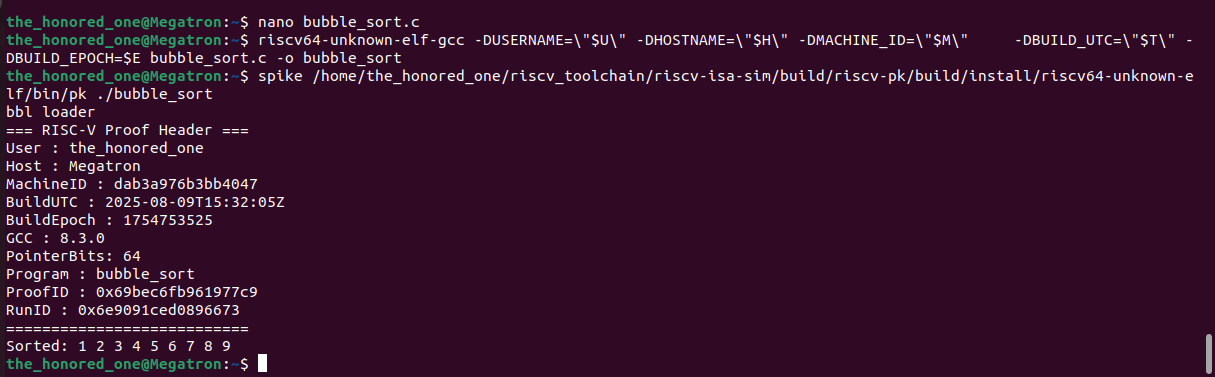 the_honored_one@Megatron:~$ nano bubble_sort.c
the_honored_one@Megatron:~$ riscv64-unknown-elf-gcc -DUSERNAME=\"$U\" -DHOSTNAME=\"$H\" -DMACHINE_ID=\"$M\"     -DBUILD_UTC=\"$T\" -
DBUILD_EPOCH=$E bubble_sort.c -o bubble_sort
the_honored_one@Megatron:~$ spike /home/the_honored_one/riscv_toolchain/riscv-isa-sim/build/riscv-pk/build/install/riscv64-unknown-e
lf/bin/pk ./bubble_sort
bbl loader
=== RISC-V Proof Header ===
User : the_honored_one
Host : Megatron
MachineID : dab3a976b3bb4047
BuildUTC : 2025-08-09T15:32:05Z
BuildEpoch : 1754753525
GCC : 8.3.0
PointerBits: 64
Program : bubble_sort
ProofID : 0x69bec6fb961977c9
RunID : 0x6e9091ced0896673
===========================
Sorted: 1 2 3 4 5 6 7 8 9
the_honored_one@Megatron:~$